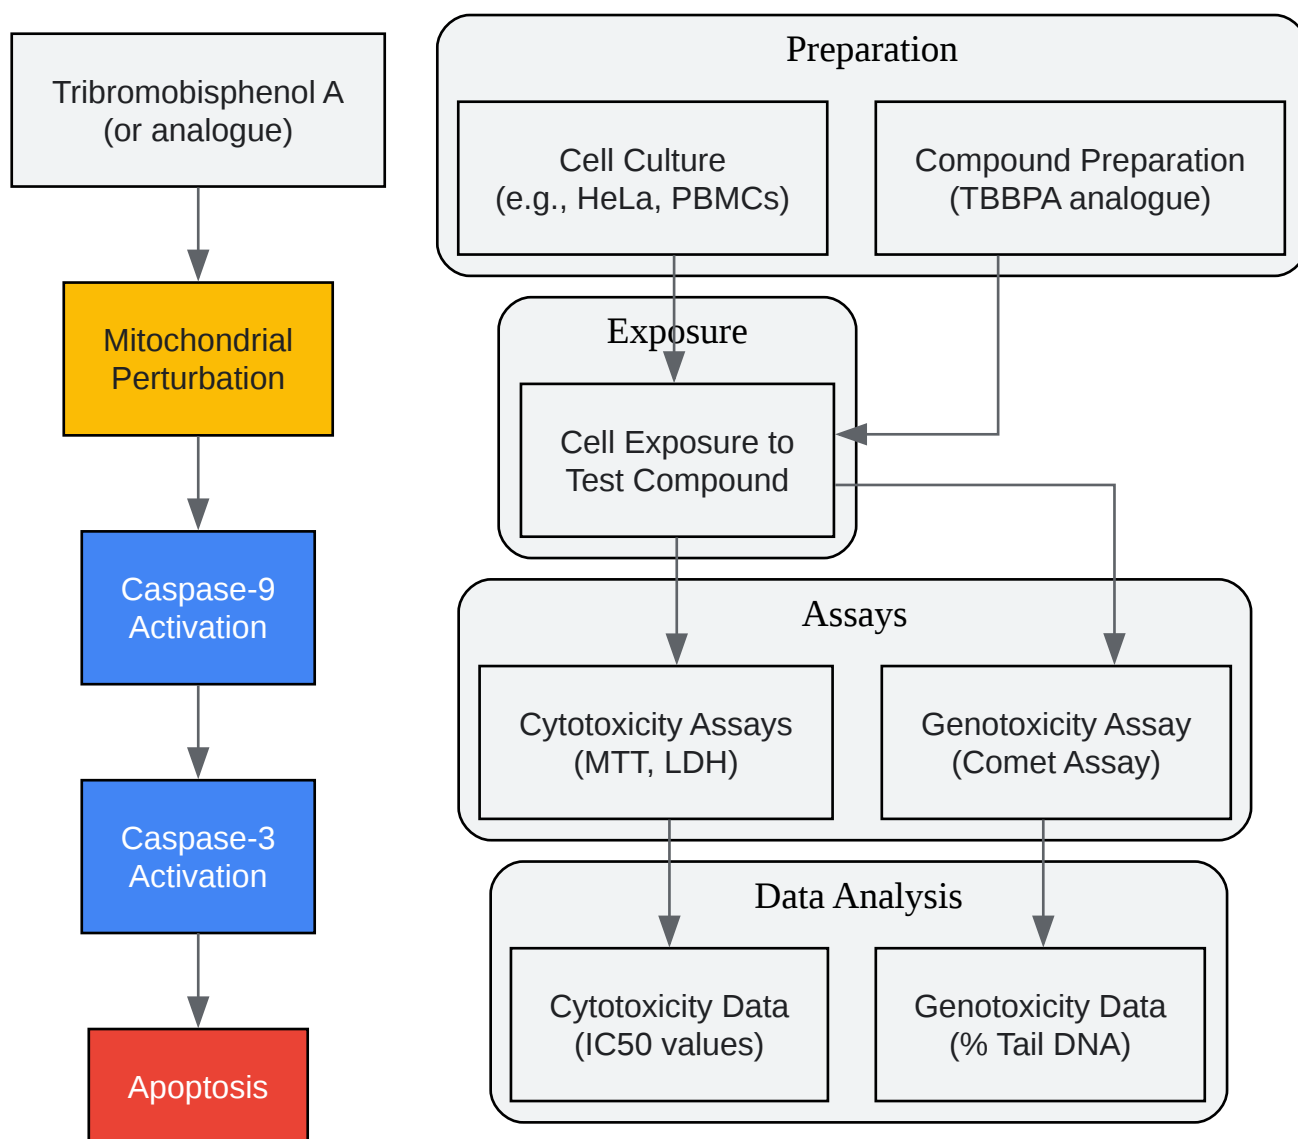 Tribromobisphenol A
(or analogue)
Mitochondrial
Perturbation
Caspase-9
Activation
Caspase-3
Activation
Apoptosis
Preparation
Cell Culture
(e.g., HeLa, PBMCs)
Compound Preparation
(TBBPA analogue)
Exposure
Cell Exposure to
Test Compound
Assays
Cytotoxicity Assays
(MTT, LDH)
Genotoxicity Assay
(Comet Assay)
Data Analysis
Cytotoxicity Data
(IC50 values)
Genotoxicity Data
(% Tail DNA)